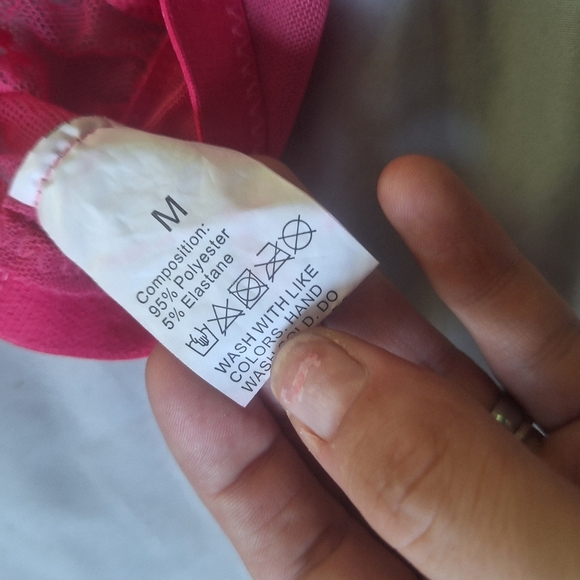 M
Composition:
95% Polyester
5% Elastane
WASH WITH LIKE
COLORS, HAND
WASH COLD, DO